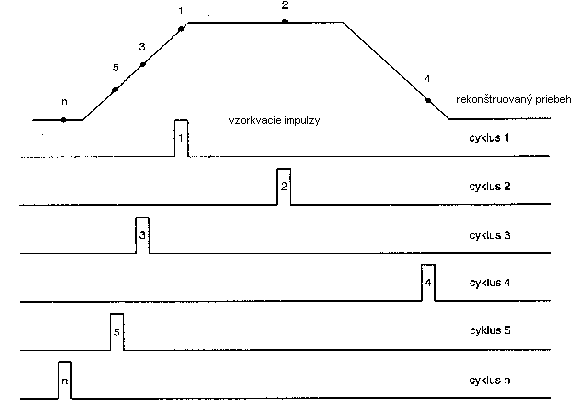 1
2
3
5
4
n
rekonštruovaný priebeh
vzorkvacie impulzy
1
cyklus 1
2
cyklus 2
3
cyklus 3
4
cyklus 4
5
cyklus 5
n
cyklus n